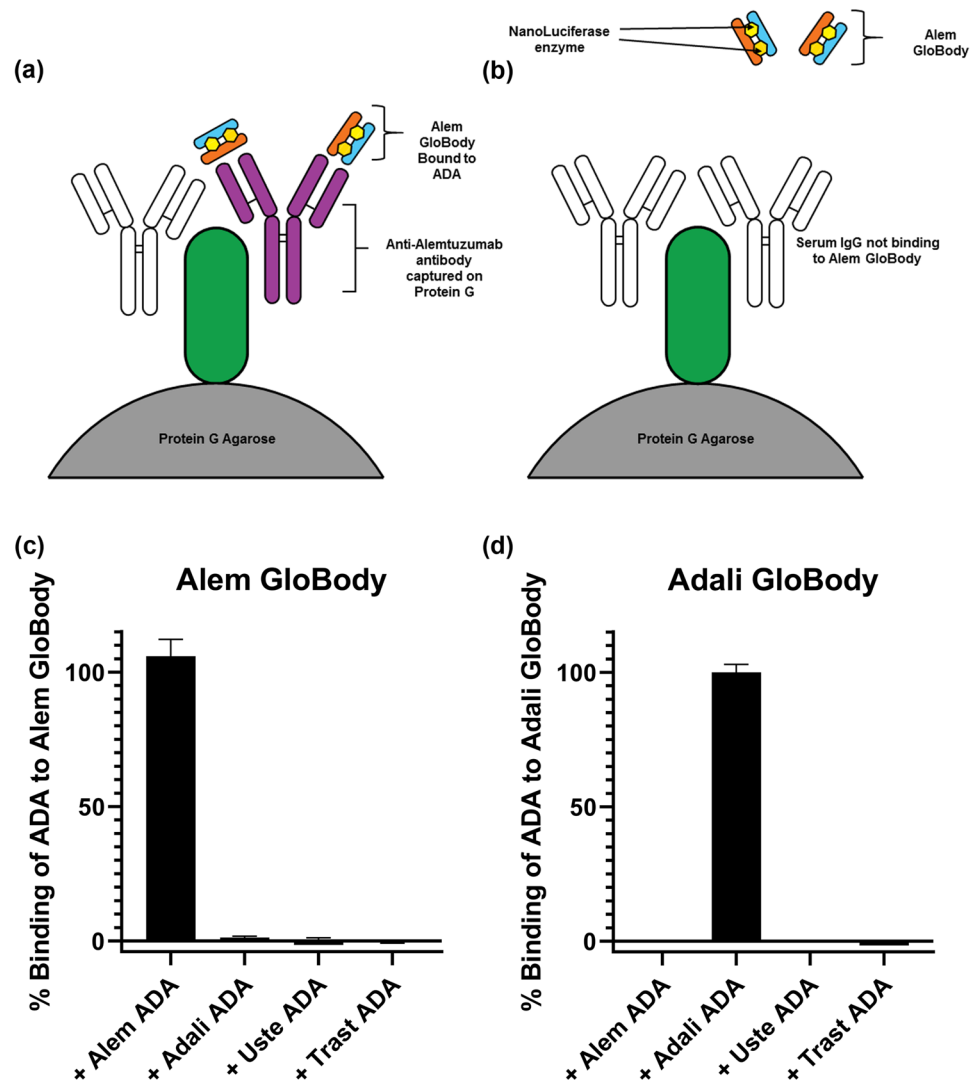 NanoLuciferase
enzyme
Alem
GloBody
(a)
(b)
Alem
GloBody
Bound to
ADA
Anti-Alemtuzumab
antibody
captured on
Protein G
Serum IgG not binding
to Alem GloBody
Protein G Agarose
Protein G Agarose
(c)
Alem GloBody
% Binding of ADA to Alem GloBody
100
50
0
+ Alem ADA
+ Adali ADA
+ Uste ADA
+ Trast ADA
(d)
Adali GloBody
% Binding of ADA to Adali GloBody
100
50
0
+ Alem ADA
+ Adali ADA
+ Uste ADA
+ Trast ADA